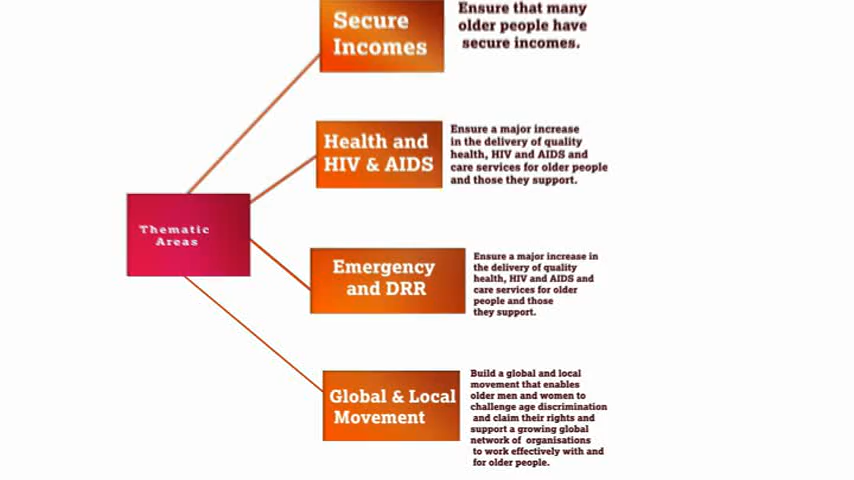 Thematic
Areas
Secure
Incomes
Ensure that many
older people have
secure incomes.
Health and
HIV & AIDS
Ensure a major increase
in the delivery of quality
health, HIV and AIDS and
care services for older people
and those they support.
Emergency
and DRR
Ensure a major increase in
the delivery of quality
health, HIV and AIDS and
care services for older
people and those
they support.
Global & Local
Movement
Build a global and local
movement that enables
older men and women to
challenge age discrimination
and claim their rights and
support a growing global
network of organisations
to work effectively with and
for older people.